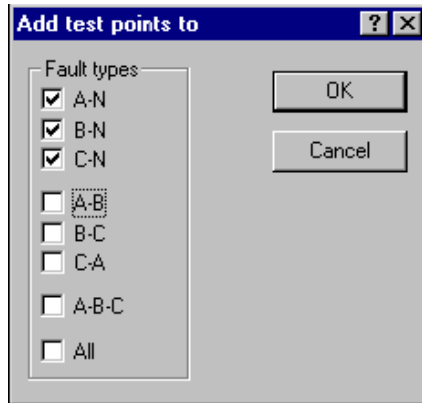 Add test points to
Fault types
A-N
B-N
C-N
A-B
B-C
C-A
A-B-C
All
OK
Cancel